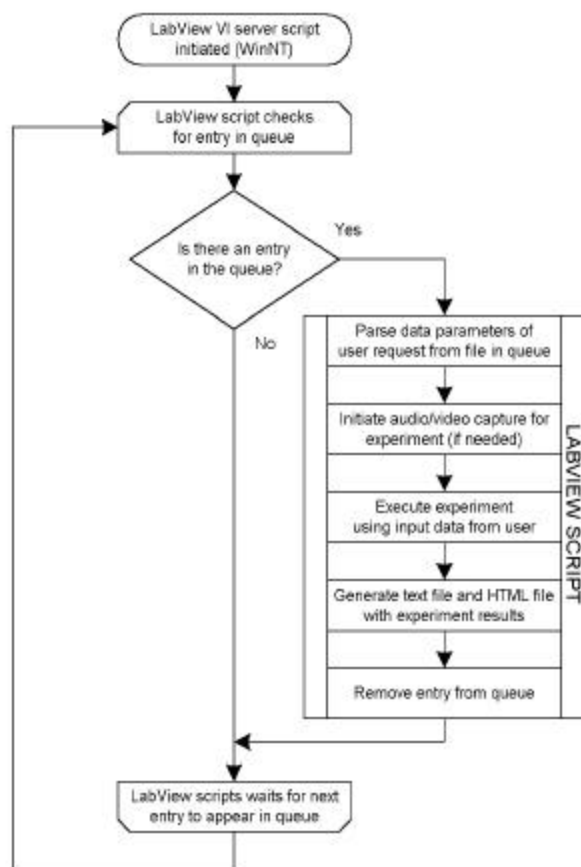 LabView VI server script
initiated (WinNT)
LabView script checks
for entry in queue
Is there an entry
in the queue?
Yes
No
Parse data parameters of
user request from file in queue
Initiate audio/video capture for
experiment (if needed)
Execute experiment
using input data from user
Generate text file and HTML file
with experiment results
Remove entry from queue
LABVIEW SCRIPT
LabView scripts waits for next
entry to appear in queue